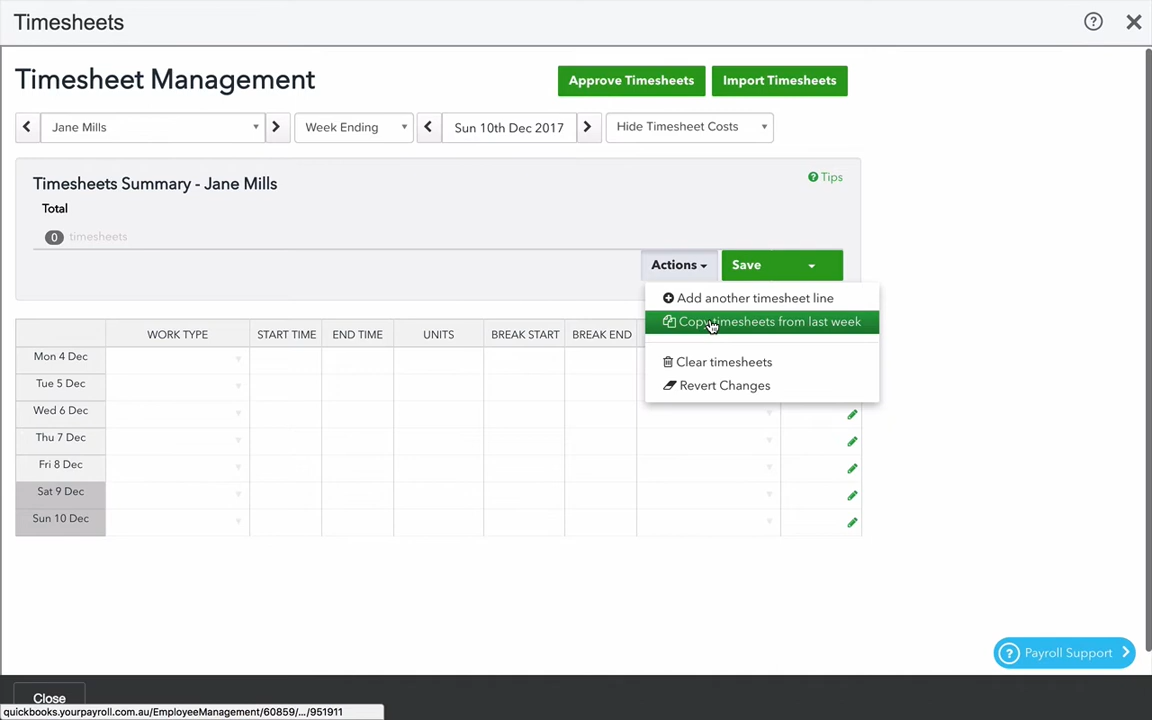 Timesheets
Timesheet Management
Approve Timesheets
Import Timesheets
Jane Mills
Week Ending
Sun 10th Dec 2017
Hide Timesheet Costs
Timesheets Summary - Jane Mills
Tips
Total
0 timesheets
Actions
Save
Add another timesheet line
Copy timesheets from last week
Clear timesheets
Revert Changes
WORK TYPE
START TIME
END TIME
UNITS
BREAK START
BREAK END
Mon 4 Dec
Tue 5 Dec
Wed 6 Dec
Thu 7 Dec
Fri 8 Dec
Sat 9 Dec
Sun 10 Dec
Payroll Support
Close
quickbooks.yourpayroll.com.au/EmployeeManagement/60859/.../951911